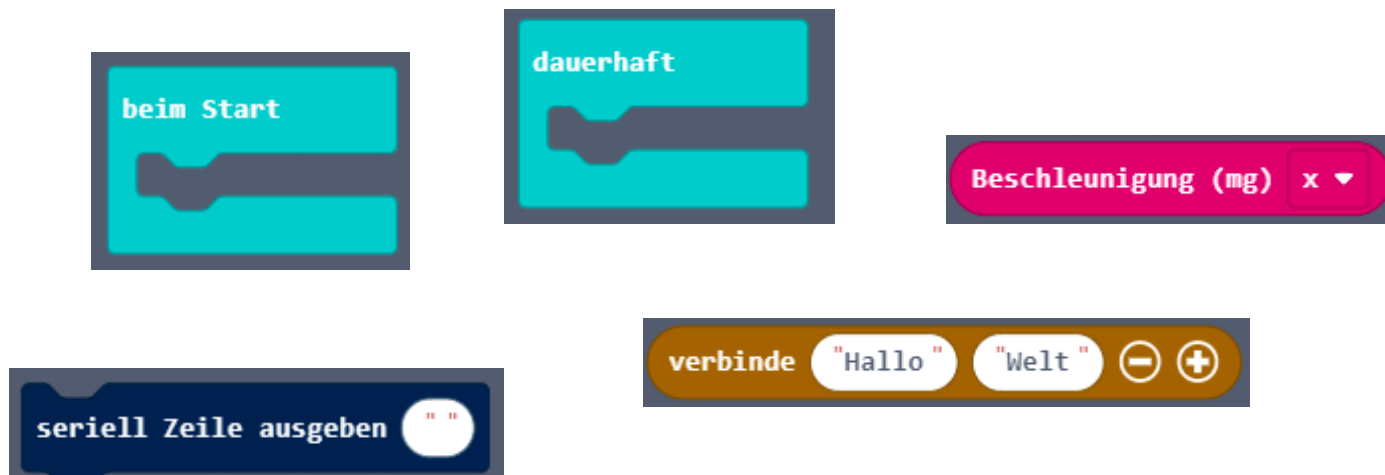 beim Start
dauerhaft
Beschleunigung (mg) x
verbinde "Hallo" "Welt"
seriell Zeile ausgeben " "